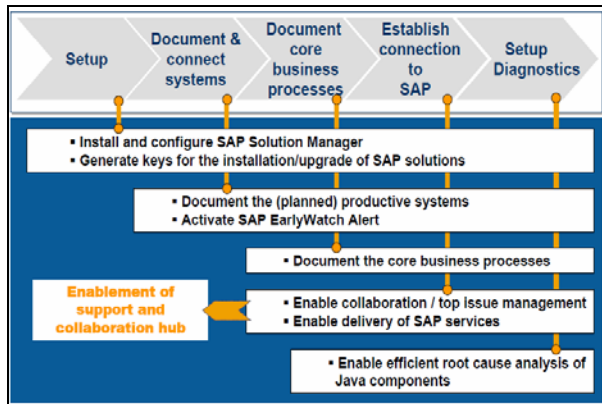 Setup
Document &
connect
systems
Document
core
business
processes
Establish
connection
to
SAP
Setup
Diagnostics
▪ Install and configure SAP Solution Manager
▪ Generate keys for the installation/upgrade of SAP solutions
▪ Document the (planned) productive systems
▪ Activate SAP EarlyWatch Alert
▪ Document the core business processes
Enablement of
support and
collaboration hub
▪ Enable collaboration / top issue management
▪ Enable delivery of SAP services
▪ Enable efficient root cause analysis of
Java components